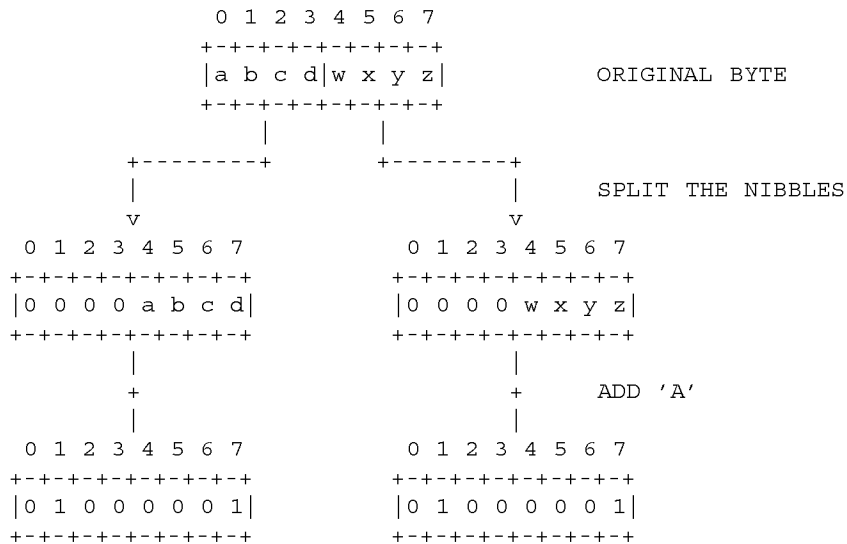 0 1 2 3 4 5 6 7
+-+-+-+-+-+-+-+-+
|a b c d|w x y z| ORIGINAL BYTE
+-+-+-+-+-+-+-+-+
| |
+--------+ +--------+
| | SPLIT THE NIBBLES
v v
0 1 2 3 4 5 6 7 0 1 2 3 4 5 6 7
+-+-+-+-+-+-+-+-+ +-+-+-+-+-+-+-+-+
|0 0 0 0 a b c d| |0 0 0 0 w x y z|
+-+-+-+-+-+-+-+-+ +-+-+-+-+-+-+-+-+
| |
+ + ADD 'A'
| |
0 1 2 3 4 5 6 7 0 1 2 3 4 5 6 7
+-+-+-+-+-+-+-+-+ +-+-+-+-+-+-+-+-+
|0 1 0 0 0 0 0 1| |0 1 0 0 0 0 0 1|
+-+-+-+-+-+-+-+-+ +-+-+-+-+-+-+-+-+